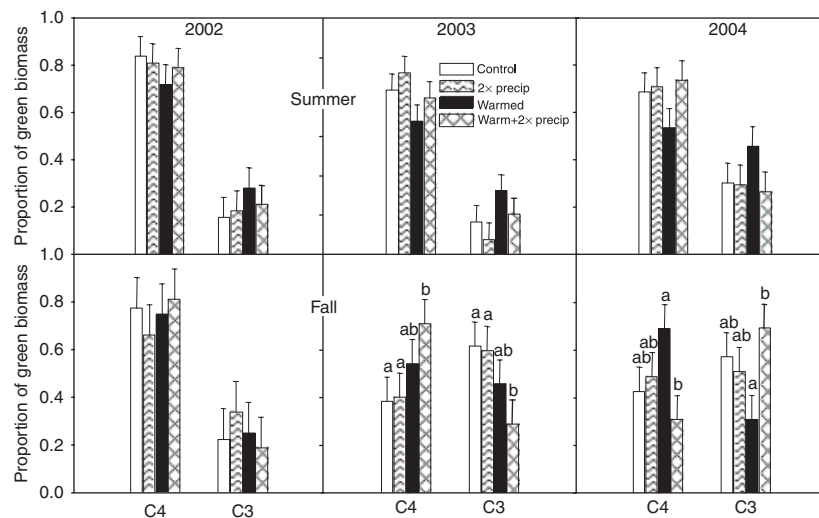 2002 2003 2004
Proportion of green biomass
1.0
0.8
0.6
0.4
0.2
1.0
Summer
Control
2× precip
Warmed
Warm+2× precip
Proportion of green biomass
0.8
0.6
0.4
0.2
0.0
Fall
a a ab b a a ab b
ab ab a b ab ab a b
C4 C3 C4 C3 C4 C3